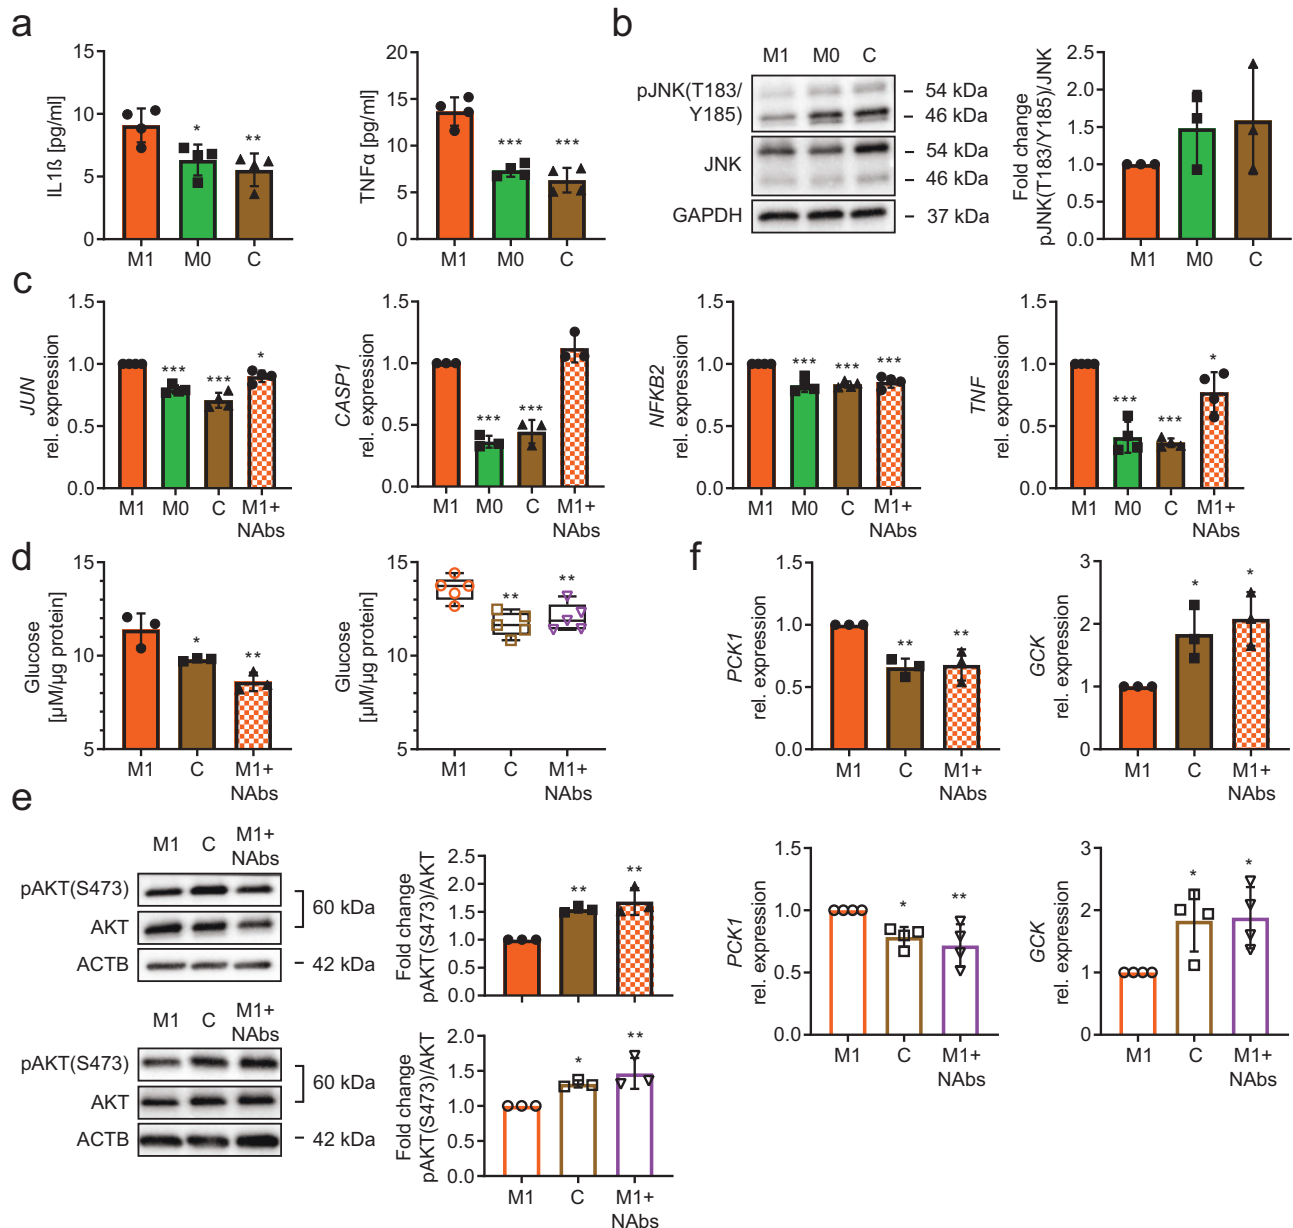 a
15
10
5
0
IL1ß [pg/ml]
*
**
M1 M0 C
20
15
10
5
0
TNFα [pg/ml]
***
***
M1 M0 C
b
M1 M0 C
pJNK(T183/
Y185)
- 54 kDa
- 46 kDa
JNK
- 54 kDa
- 46 kDa
GAPDH
- 37 kDa
Fold change
pJNK(T183/Y185)/JNK
2.5
2.0
1.5
1.0
0.5
0.0
M1 M0 C
c
JUN
rel. expression
1.5
1.0
0.5
0.0
***
***
*
M1 M0 C M1+
NAbs
CASP1
rel. expression
1.5
1.0
0.5
0.0
***
***
M1 M0 C M1+
NAbs
NFKB2
rel. expression
1.5
1.0
0.5
0.0
***
***
***
M1 M0 C M1+
NAbs
TNF
rel. expression
1.5
1.0
0.5
0.0
***
***
*
M1 M0 C M1+
NAbs
d
Glucose
[µM/µg protein]
15
10
5
*
**
M1 C M1+
NAbs
Glucose
[µM/µg protein]
15
10
5
**
**
M1 C M1+
NAbs
f
PCK1
rel. expression
1.5
1.0
0.5
0.0
**
**
M1 C M1+
NAbs
GCK
rel. expression
3
2
1
0
*
*
M1 C M1+
NAbs
e
M1 C M1+
NAbs
pAKT(S473)
AKT
60 kDa
ACTB
- 42 kDa
Fold change
pAKT(S473)/AKT
2.5
2.0
1.5
1.0
0.5
0.0
**
**
M1 C M1+
NAbs
pAKT(S473)
AKT
60 kDa
ACTB
- 42 kDa
Fold change
pAKT(S473)/AKT
2.0
1.5
1.0
0.5
0.0
*
**
M1 C M1+
NAbs
PCK1
rel. expression
1.5
1.0
0.5
0.0
*
**
M1 C M1+
NAbs
GCK
rel. expression
3
2
1
0
*
*
M1 C M1+
NAbs